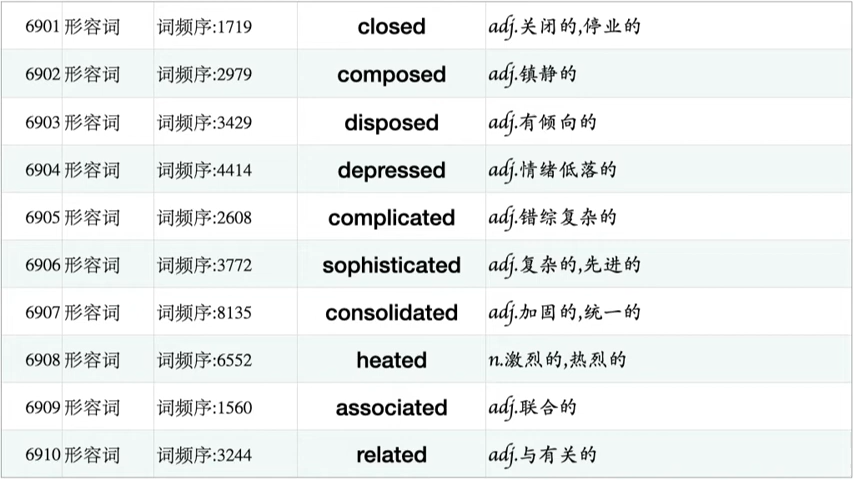 6901 形容词 词频序:1719 closed adj.关闭的,停业的
6902 形容词 词频序:2979 composed adj.镇静的
6903 形容词 词频序:3429 disposed adj.有倾向的
6904 形容词 词频序:4414 depressed adj.情绪低落的
6905 形容词 词频序:2608 complicated adj.错综复杂的
6906 形容词 词频序:3772 sophisticated adj.复杂的,先进的
6907 形容词 词频序:8135 consolidated adj.加固的,统一的
6908 形容词 词频序:6552 heated n.激烈的,热烈的
6909 形容词 词频序:1560 associated adj.联合的
6910 形容词 词频序:3244 related adj.与有关的